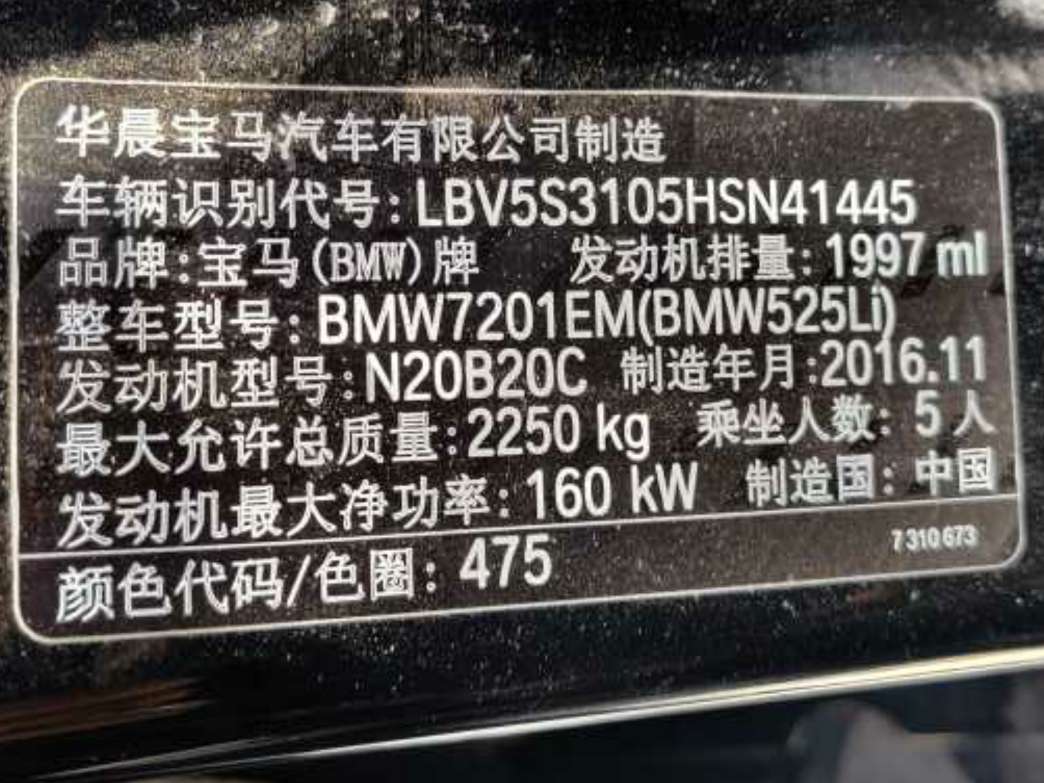 华晨宝马汽车有限公司制造
车辆识别代号:LBV5S3105HSN41445
品牌:宝马(BMW)牌 发动机排量:1997 ml
整车型号:BMW7201EM(BMW525Li)
发动机型号:N20B20C 制造年月:2016.11
最大允许总质量:2250 kg 乘坐人数:5人
发动机最大净功率:160 kW 制造国:中国
7 310 673
颜色代码/色圈:475